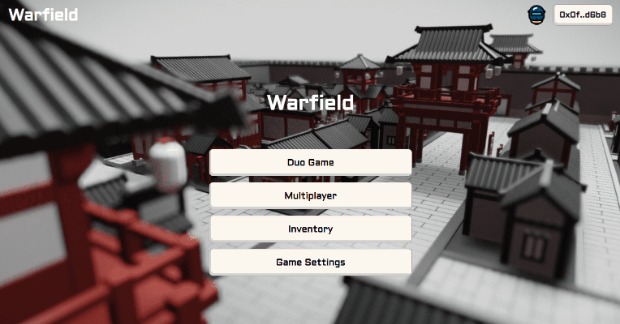 Warfield
0x0f..d6b6
Warfield
Duo Game
Multiplayer
Inventory
Game Settings